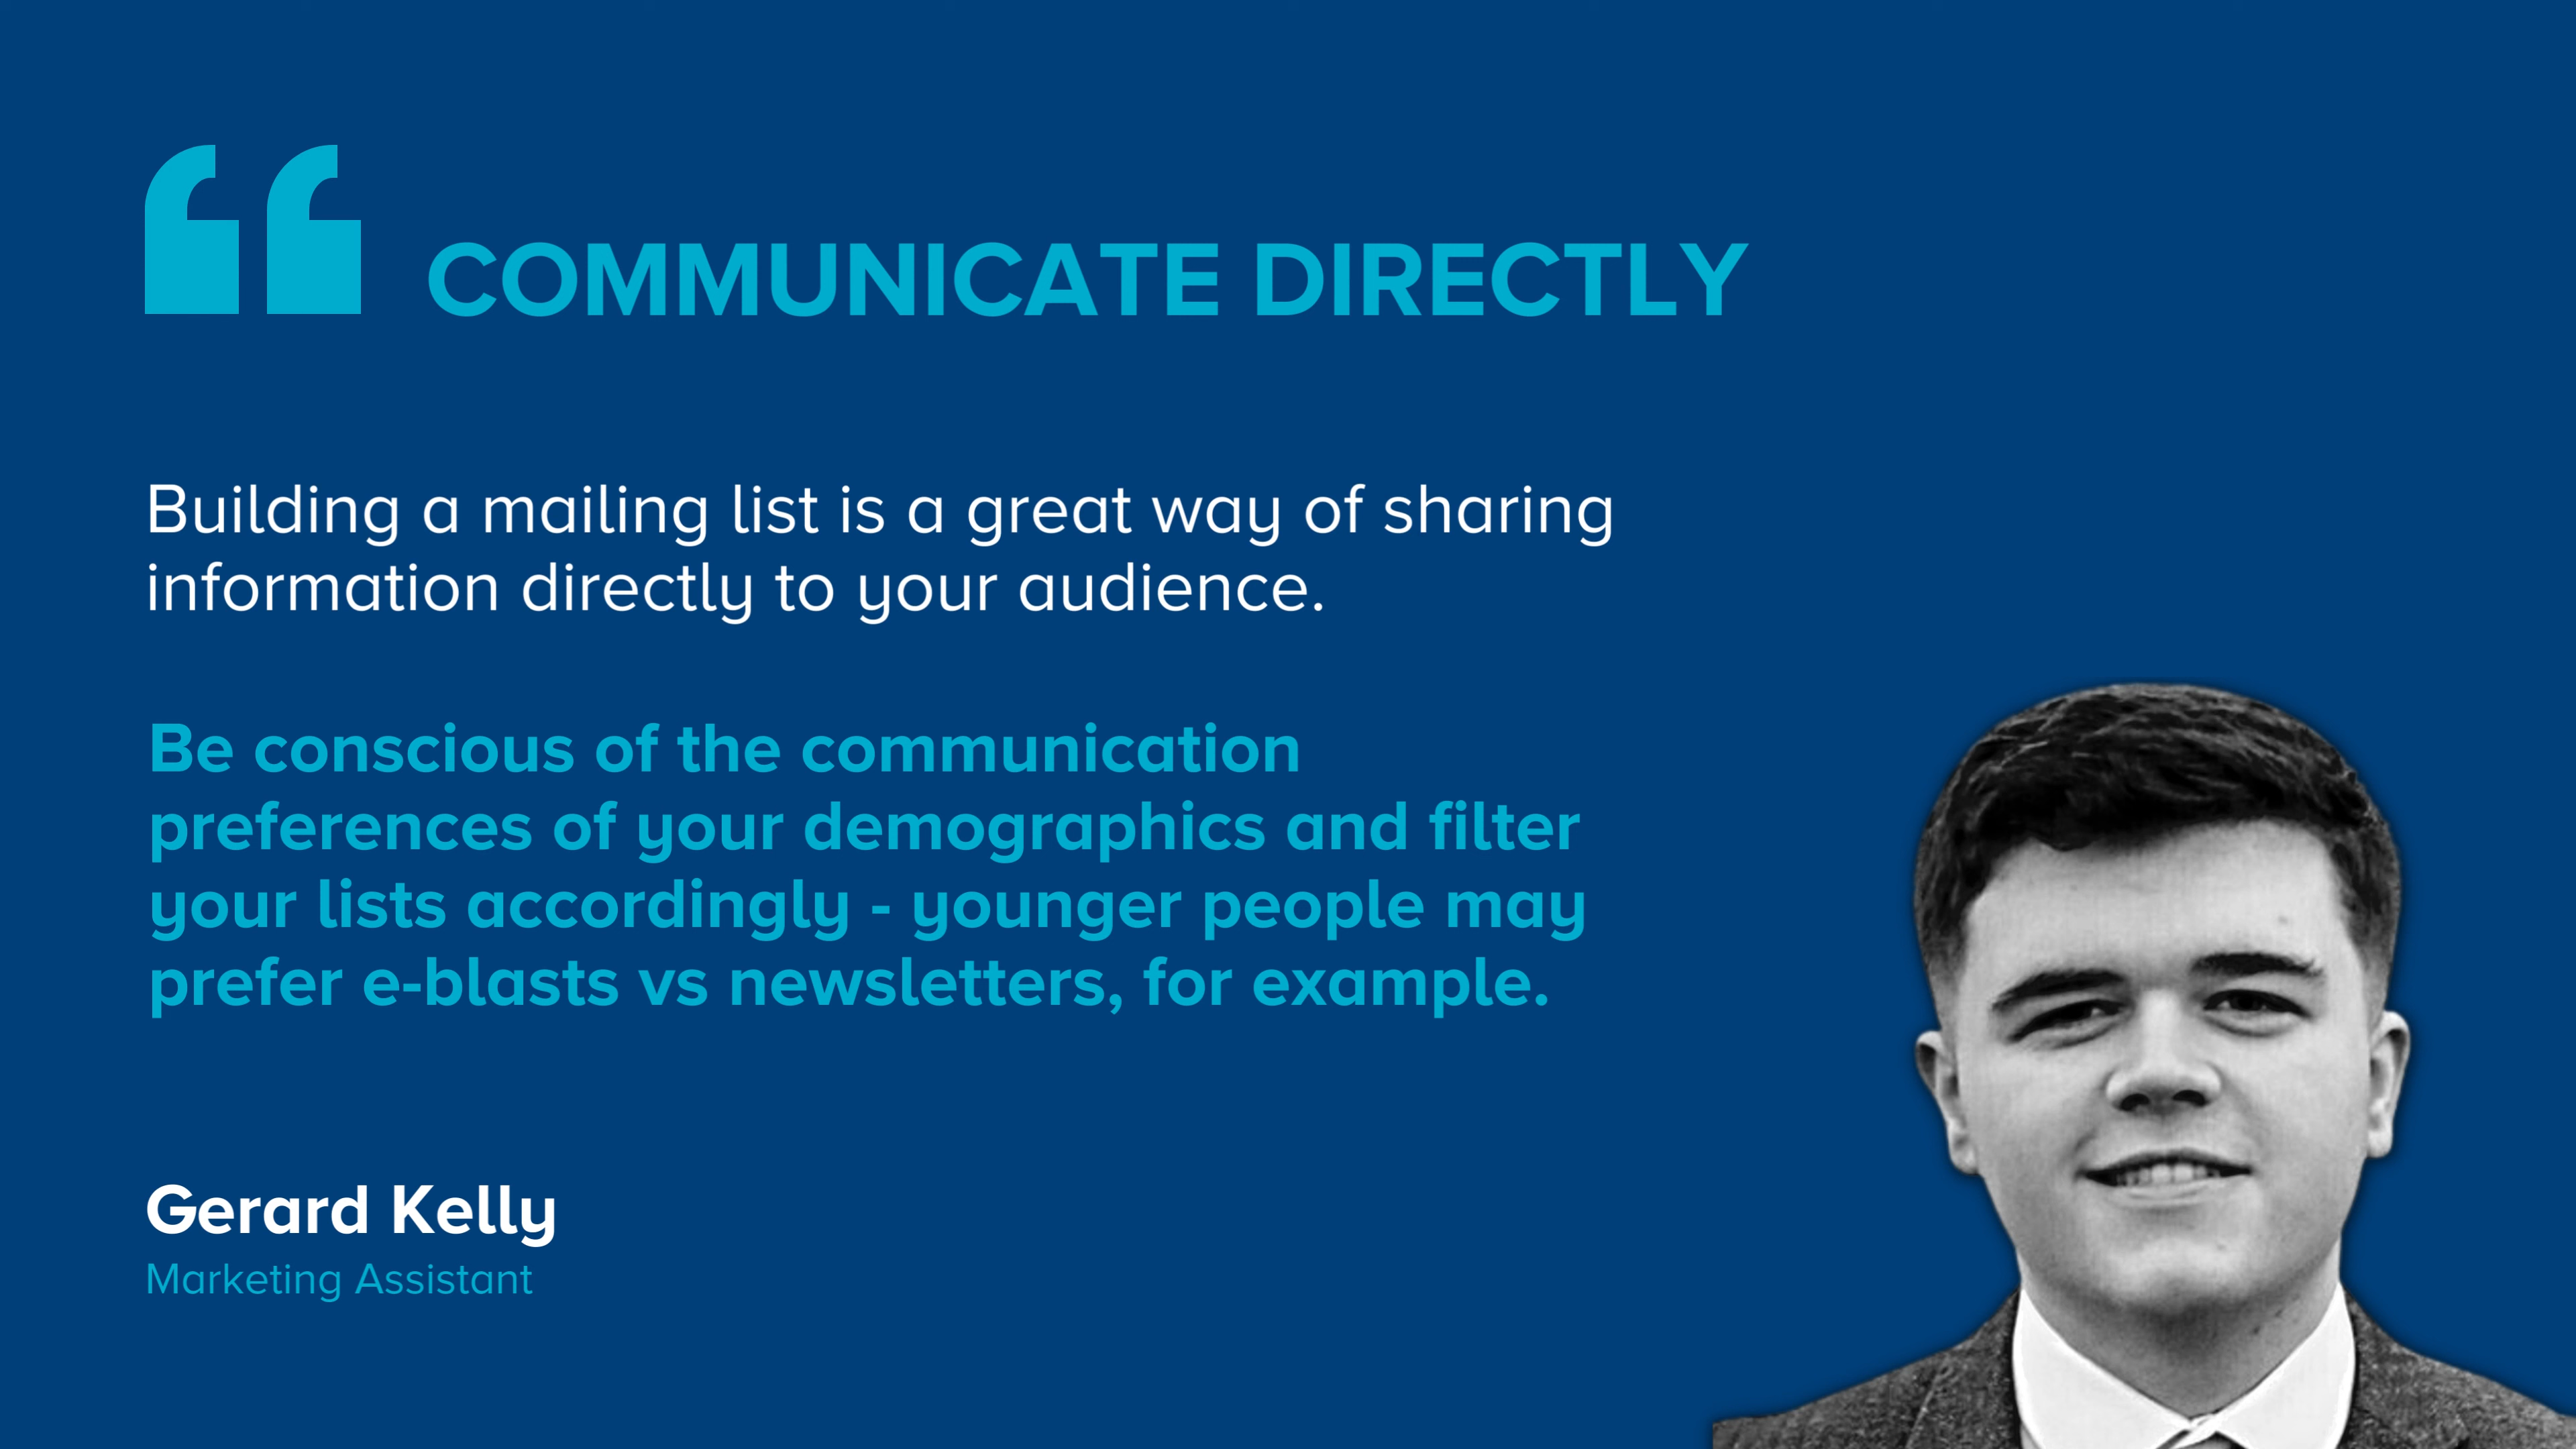 “ COMMUNICATE DIRECTLY
Building a mailing list is a great way of sharing
information directly to your audience.
Be conscious of the communication
preferences of your demographics and filter
your lists accordingly - younger people may
prefer e-blasts vs newsletters, for example.
Gerard Kelly
Marketing Assistant